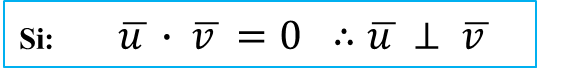 Si: u̅ · v̅ = 0 ∴ u̅ ⊥ v̅